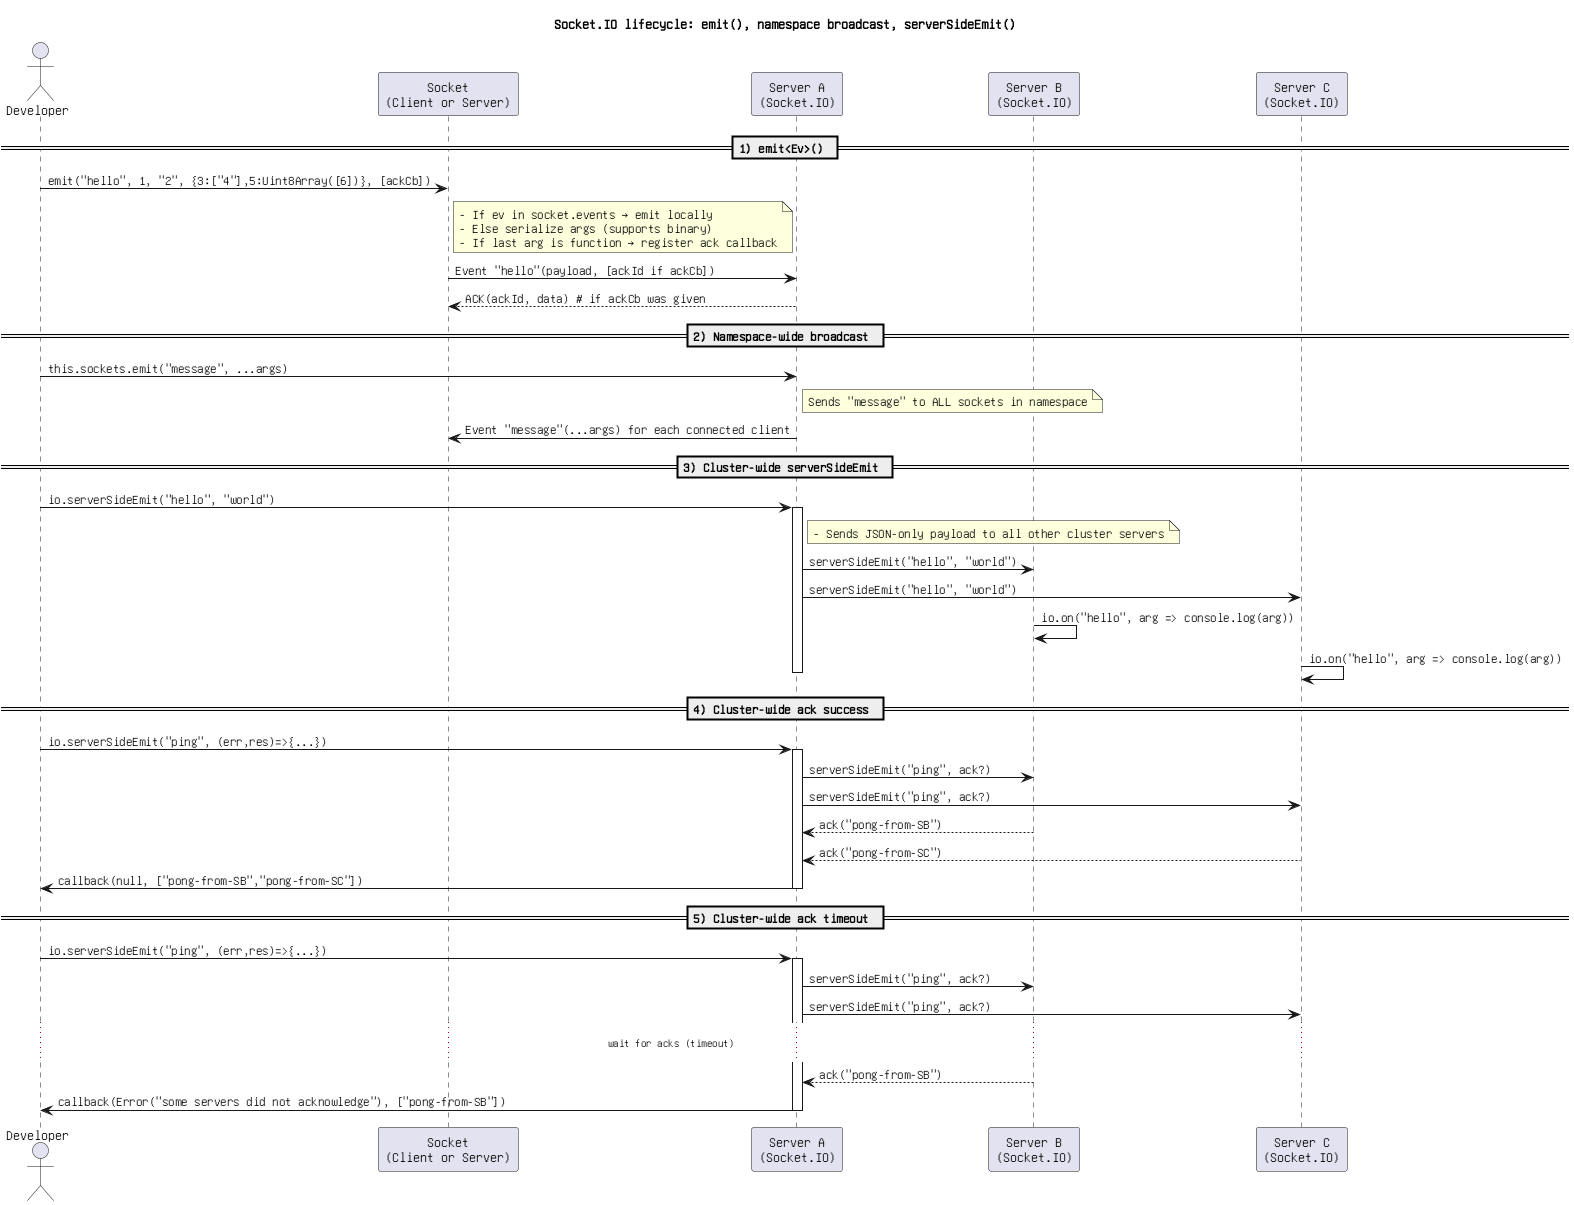 Socket.IO lifecycle: emit(), namespace broadcast, serverSideEmit()
Developer
Socket
(Client or Server)
Server A
(Socket.IO)
Server B
(Socket.IO)
Server C
(Socket.IO)
1) emit<Ev>()
emit("hello", 1, "2", {3:["4"],5:Uint8Array([6])}, [ackCb])
- If ev in socket.events → emit locally
- Else serialize args (supports binary)
- If last arg is function → register ack callback
Event "hello"(payload, [ackId if ackCb])
ACK(ackId, data) # if ackCb was given
2) Namespace-wide broadcast
this.sockets.emit("message", ...args)
Sends "message" to ALL sockets in namespace
Event "message"(...args) for each connected client
3) Cluster-wide serverSideEmit
io.serverSideEmit("hello", "world")
- Sends JSON-only payload to all other cluster servers
serverSideEmit("hello", "world")
serverSideEmit("hello", "world")
io.on("hello", arg => console.log(arg))
io.on("hello", arg => console.log(arg))
4) Cluster-wide ack success
io.serverSideEmit("ping", (err,res)=>{...})
serverSideEmit("ping", ack?)
serverSideEmit("ping", ack?)
ack("pong-from-SB")
ack("pong-from-SC")
callback(null, ["pong-from-SB","pong-from-SC"])
5) Cluster-wide ack timeout
io.serverSideEmit("ping", (err,res)=>{...})
serverSideEmit("ping", ack?)
serverSideEmit("ping", ack?)
wait for acks (timeout)
ack("pong-from-SB")
callback(Error("some servers did not acknowledge"), ["pong-from-SB"])
Developer
Socket
(Client or Server)
Server A
(Socket.IO)
Server B
(Socket.IO)
Server C
(Socket.IO)